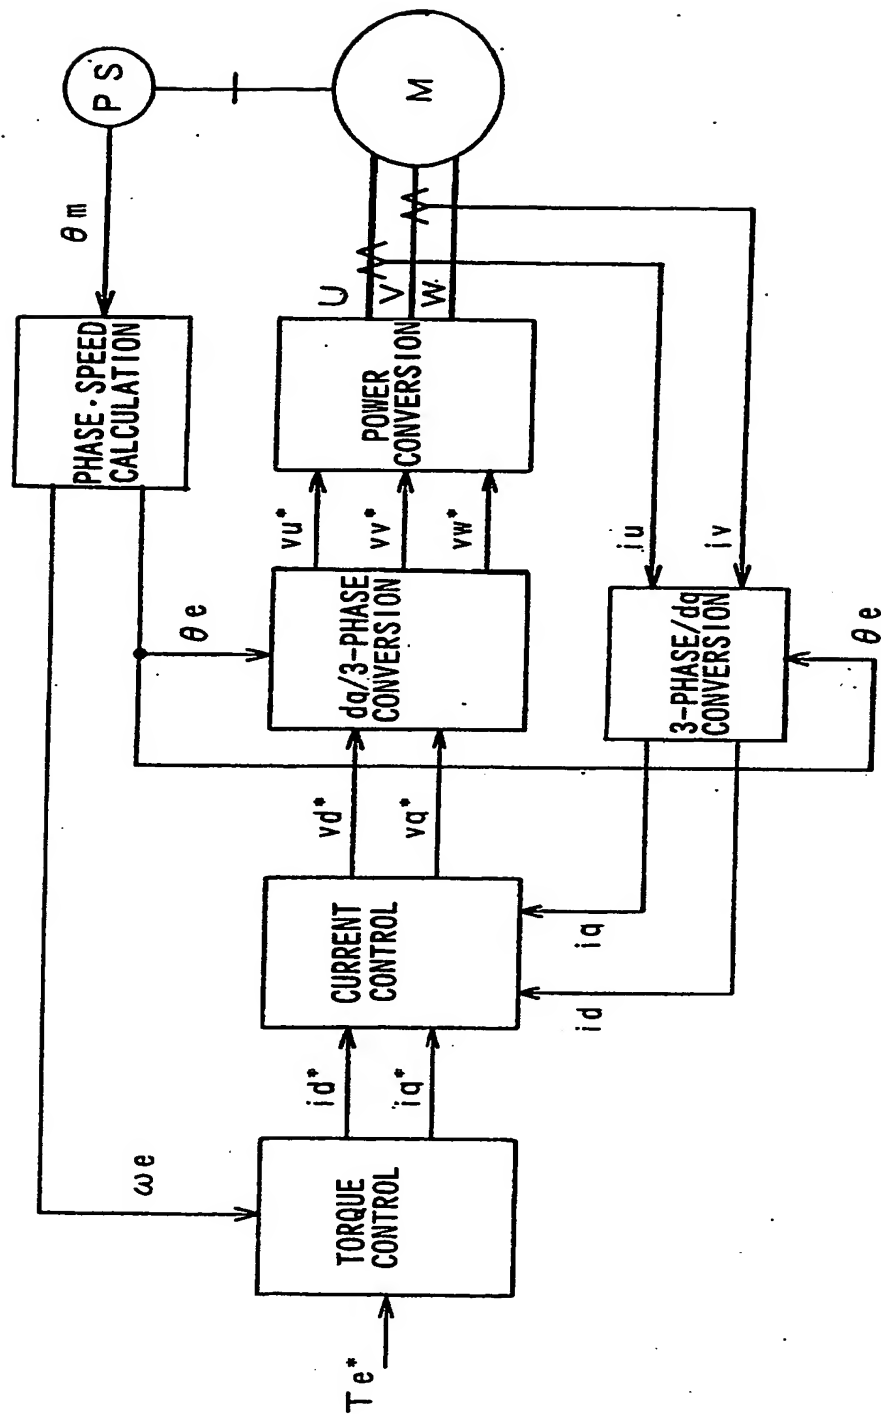 PS
θm
M
PHASE·SPEED
CALCULATION
U
V
W
POWER
CONVERSION
vu*
vv*
vw*
iu
iv
θe
dq/3-PHASE
CONVERSION
3-PHASE/dq
CONVERSION
θe
vd*
vq*
CURRENT
CONTROL
iq
id
id*
iq*
ωe
TORQUE
CONTROL
Te*